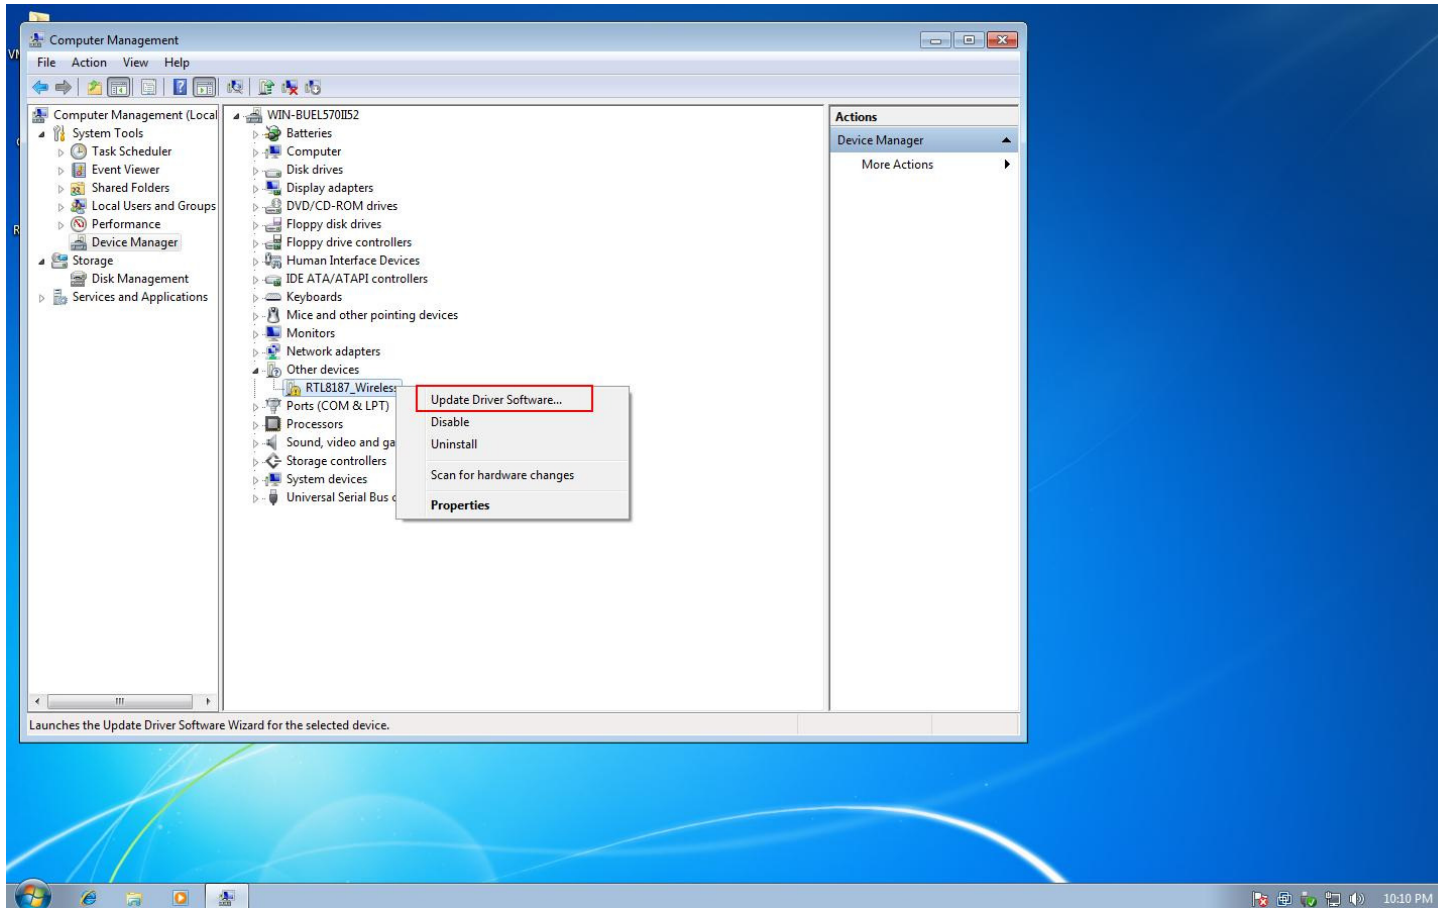 Computer Management
File Action View Help
Computer Management (Local
System Tools
Task Scheduler
Event Viewer
Shared Folders
Local Users and Groups
Performance
Device Manager
Storage
Disk Management
Services and Applications
WIN-BUEL570II52
Batteries
Computer
Disk drives
Display adapters
DVD/CD-ROM drives
Floppy disk drives
Floppy drive controllers
Human Interface Devices
IDE ATA/ATAPI controllers
Keyboards
Mice and other pointing devices
Monitors
Network adapters
Other devices
RTL8187_Wireless
Ports (COM & LPT)
Processors
Sound, video and ga
Storage controllers
System devices
Universal Serial Bus c
Update Driver Software...
Disable
Uninstall
Scan for hardware changes
Properties
Actions
Device Manager
More Actions
Launches the Update Driver Software Wizard for the selected device.
10:10 PM